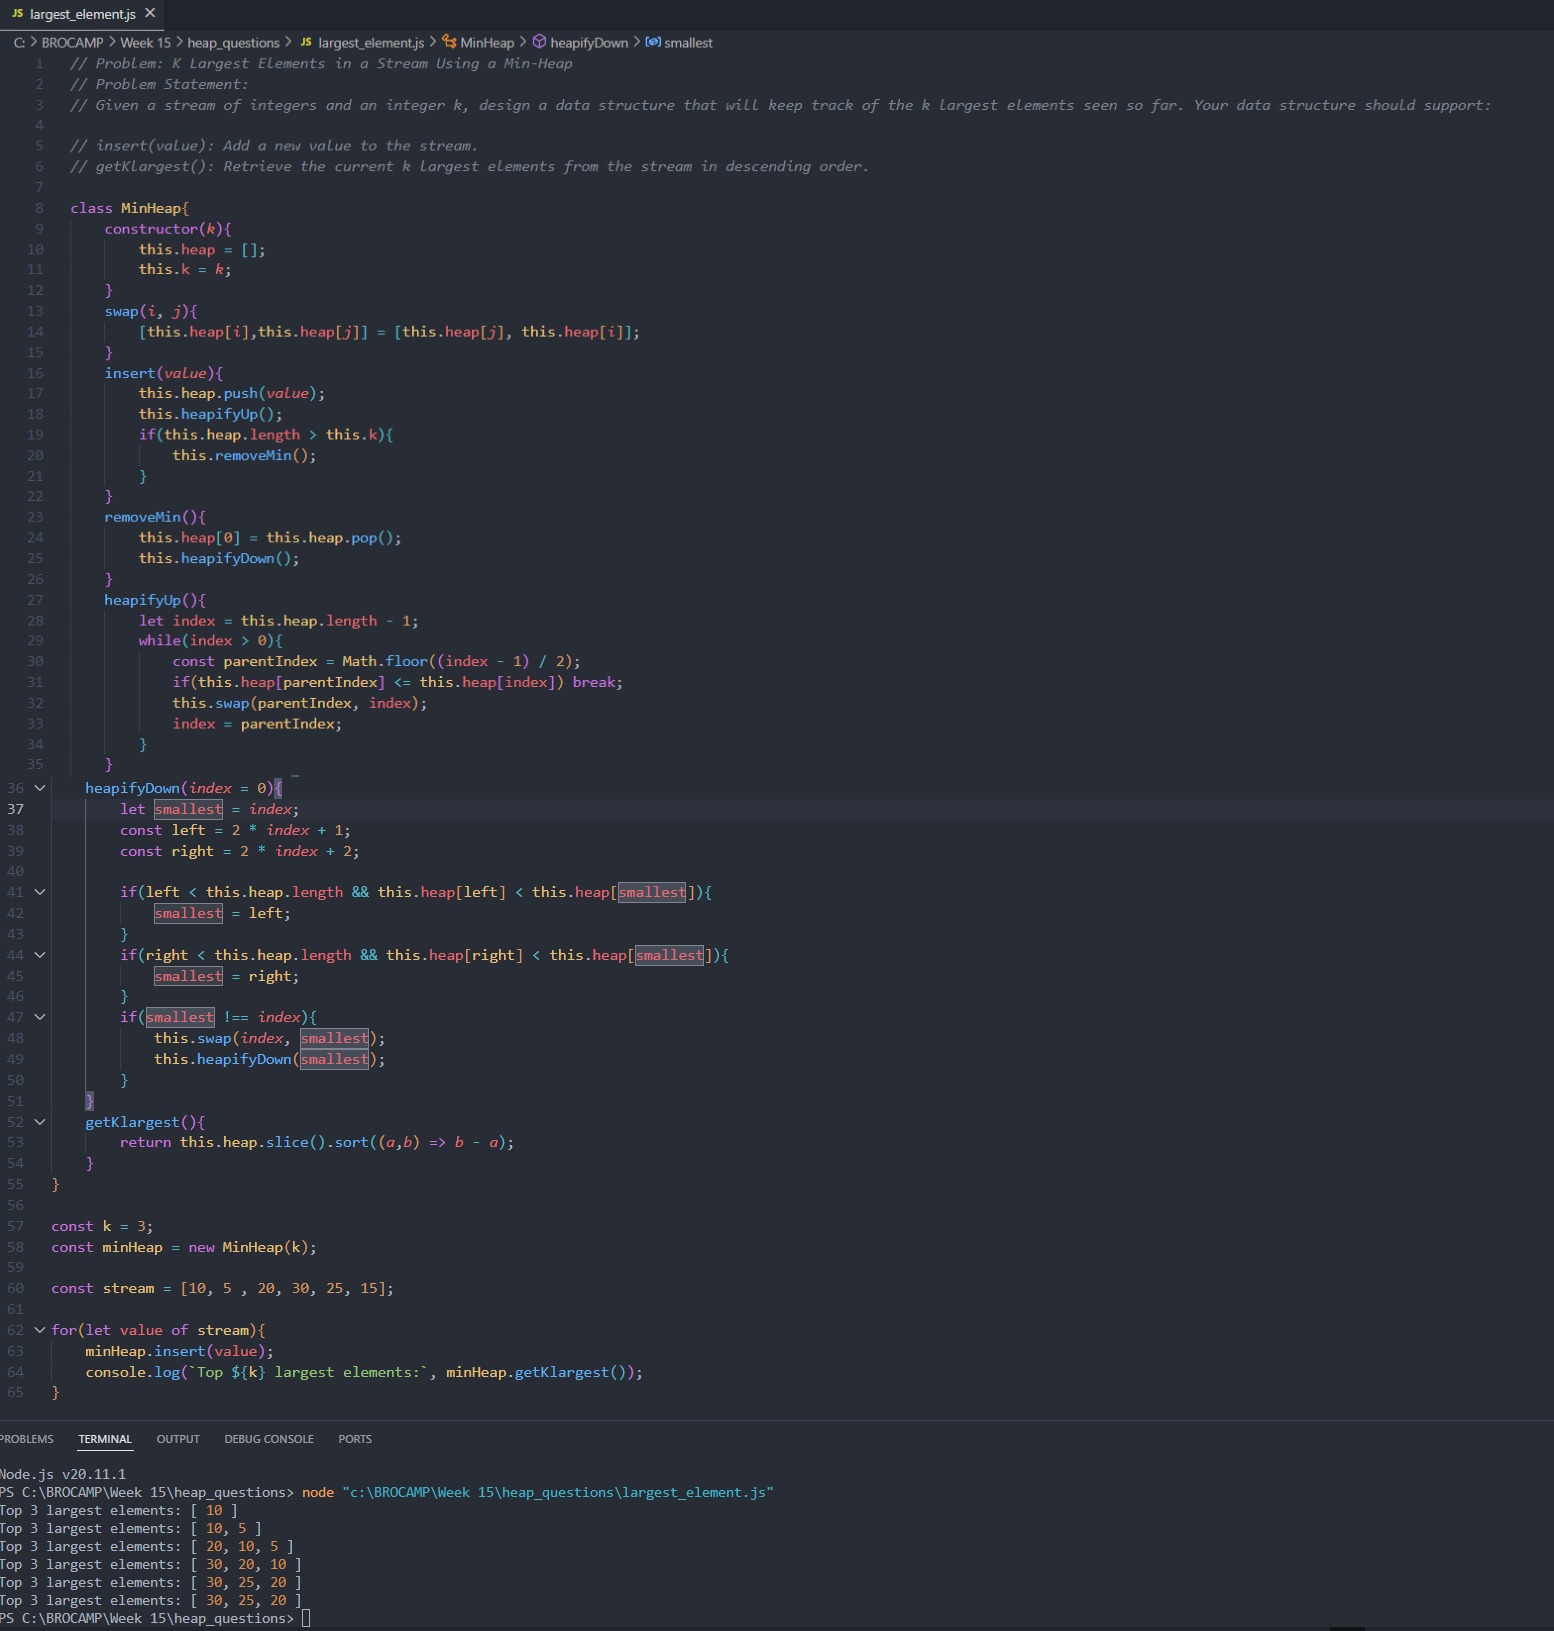 JS largest_element.js ×
C: > BROCAMP > Week 15 > heap_questions > JS largest_element.js > MinHeap > heapifyDown > smallest
1 // Problem: K Largest Elements in a Stream Using a Min-Heap
2 // Problem Statement:
3 // Given a stream of integers and an integer k, design a data structure that will keep track of the k largest elements seen so far. Your data structure should support:
4
5 // insert(value): Add a new value to the stream.
6 // getKlargest(): Retrieve the current k largest elements from the stream in descending order.
7
8 class MinHeap{
9     constructor(k){
10         this.heap = [];
11         this.k = k;
12     }
13     swap(i, j){
14         [this.heap[i],this.heap[j]] = [this.heap[j], this.heap[i]];
15     }
16     insert(value){
17         this.heap.push(value);
18         this.heapifyUp();
19         if(this.heap.length > this.k){
20             this.removeMin();
21         }
22     }
23     removeMin(){
24         this.heap[0] = this.heap.pop();
25         this.heapifyDown();
26     }
27     heapifyUp(){
28         let index = this.heap.length - 1;
29         while(index > 0){
30             const parentIndex = Math.floor((index - 1) / 2);
31             if(this.heap[parentIndex] <= this.heap[index]) break;
32             this.swap(parentIndex, index);
33             index = parentIndex;
34         }
35     }
36     heapifyDown(index = 0){
37         let smallest = index;
38         const left = 2 * index + 1;
39         const right = 2 * index + 2;
40
41         if(left < this.heap.length && this.heap[left] < this.heap[smallest]){
42             smallest = left;
43         }
44         if(right < this.heap.length && this.heap[right] < this.heap[smallest]){
45             smallest = right;
46         }
47         if(smallest !== index){
48             this.swap(index, smallest);
49             this.heapifyDown(smallest);
50         }
51     }
52     getKlargest(){
53         return this.heap.slice().sort((a,b) => b - a);
54     }
55 }
56
57 const k = 3;
58 const minHeap = new MinHeap(k);
59
60 const stream = [10, 5 , 20, 30, 25, 15];
61
62 for(let value of stream){
63     minHeap.insert(value);
64     console.log(`Top ${k} largest elements:`, minHeap.getKlargest());
65 }
PROBLEMS TERMINAL OUTPUT DEBUG CONSOLE PORTS
Node.js v20.11.1
PS C:\BROCAMP\Week 15\heap_questions> node "c:\BROCAMP\Week 15\heap_questions\largest_element.js"
Top 3 largest elements: [ 10 ]
Top 3 largest elements: [ 10, 5 ]
Top 3 largest elements: [ 20, 10, 5 ]
Top 3 largest elements: [ 30, 20, 10 ]
Top 3 largest elements: [ 30, 25, 20 ]
Top 3 largest elements: [ 30, 25, 20 ]
PS C:\BROCAMP\Week 15\heap_questions>